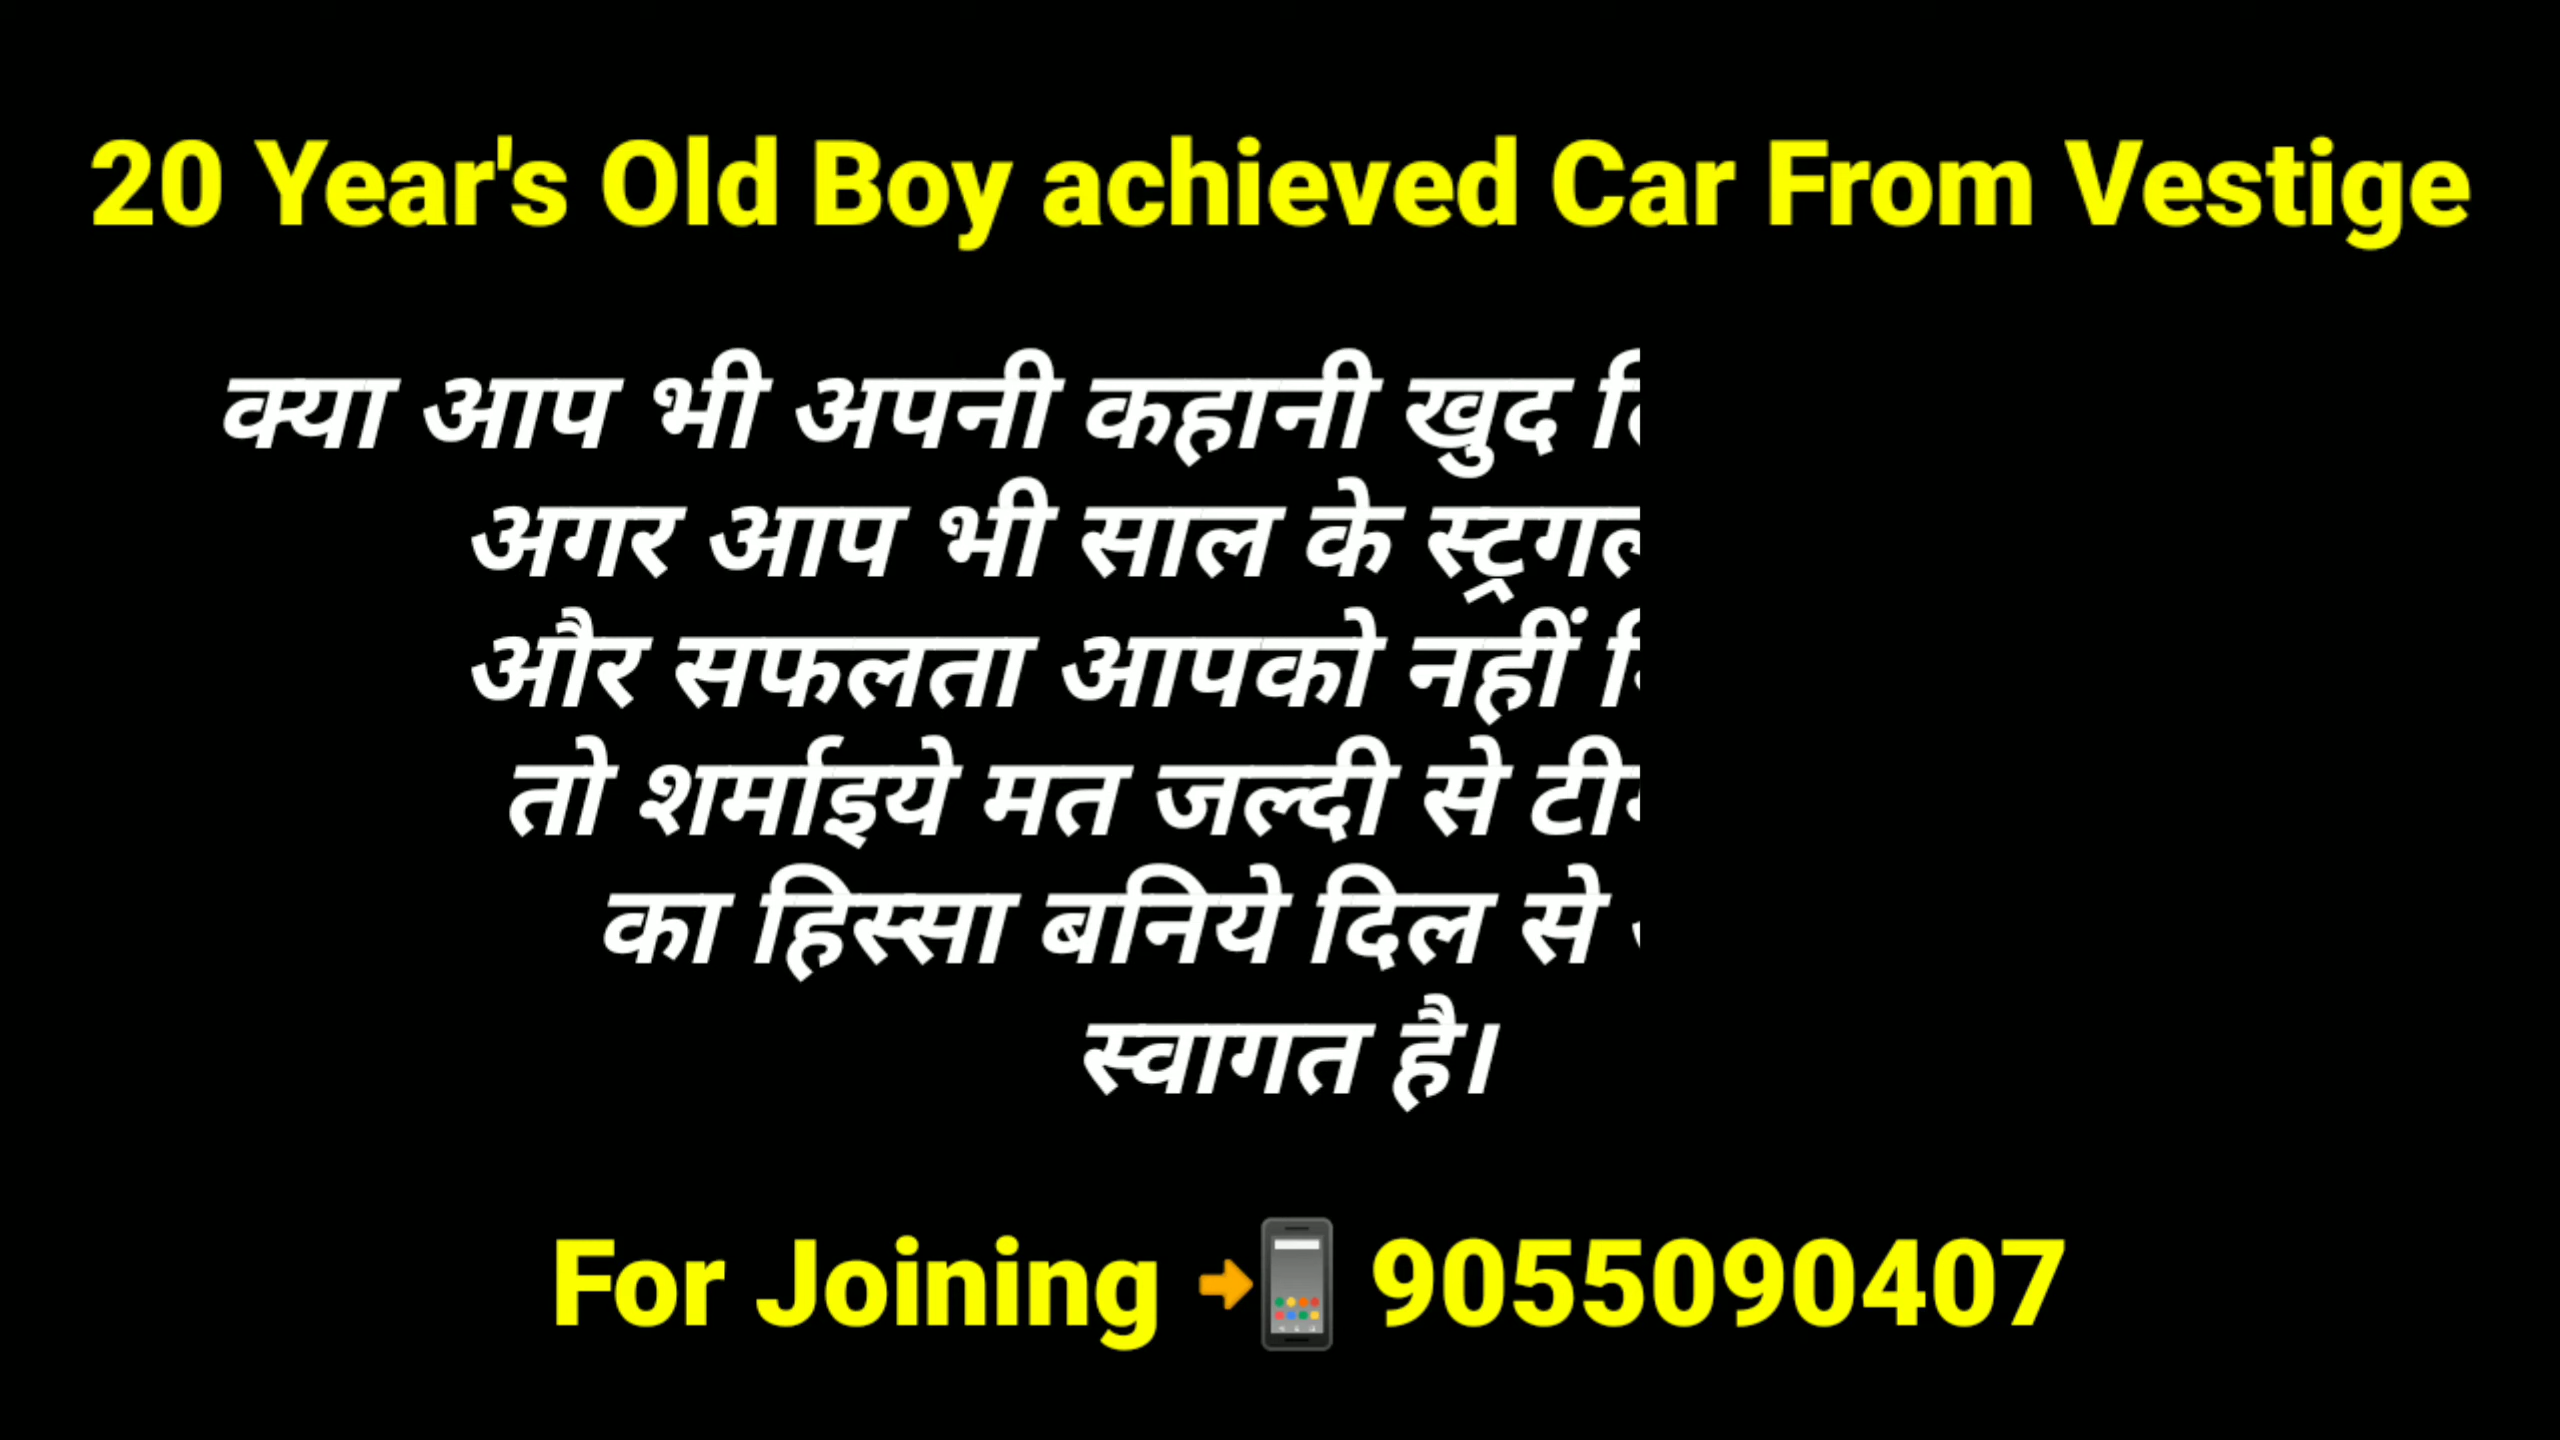 20 Year's Old Boy achieved Car From Vestige
क्या आप भी अपनी कहानी खुद
अगर आप भी साल के स्ट्रगल
और सफलता आपको नहीं
तो शर्माइये मत जल्दी से
का हिस्सा बनिये दिल से
स्वागत है।
For Joining 9055090407